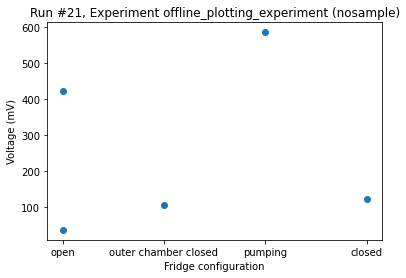 Run #21, Experiment offline_plotting_experiment (nosample)
600
500
400
300
200
100
Voltage (mV)
open outer chamber closed pumping closed
Fridge configuration